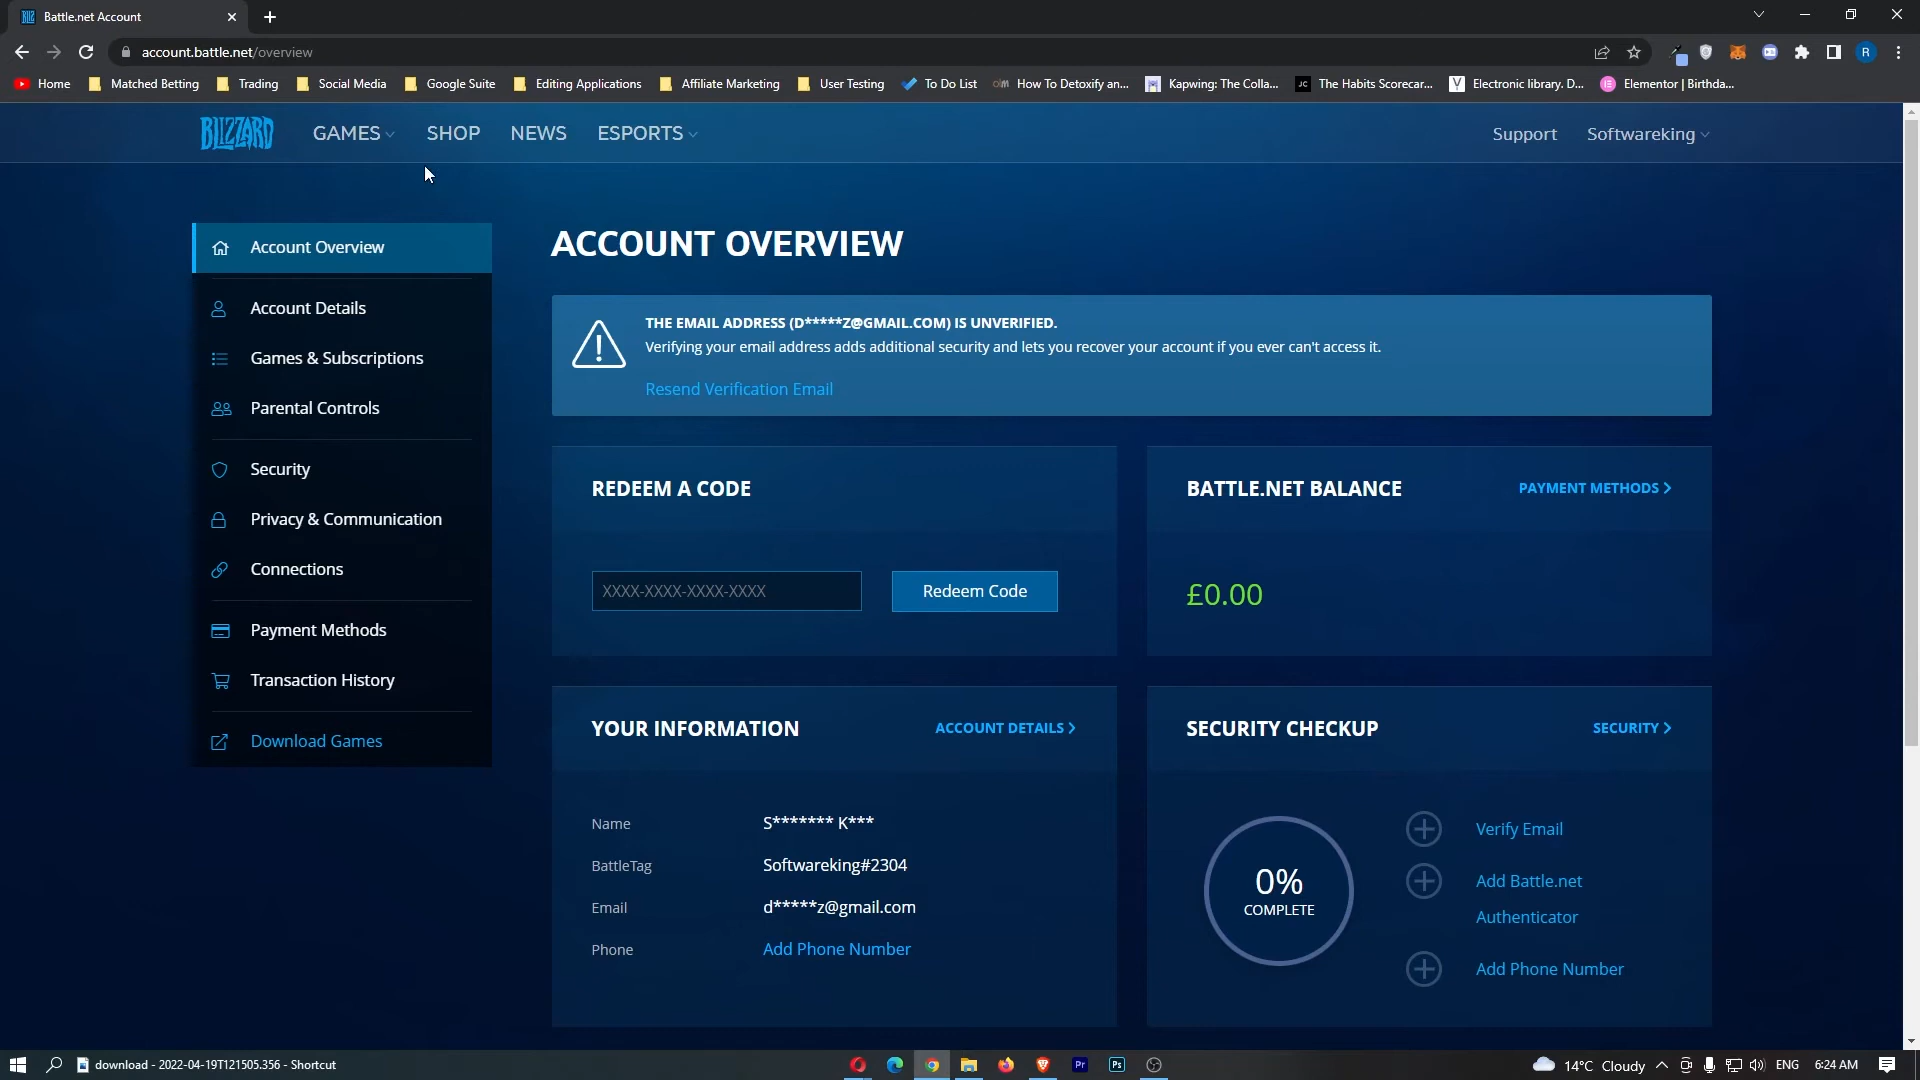 Battle.net Account
account.battle.net/overview
R
Home Matched Betting Trading Social Media Google Suite Editing Applications Affiliate Marketing User Testing To Do List How To Detoxify an... Kapwing: The Colla... JC The Habits Scorecar... Electronic library. D... Elementor | Birthda...
BLIZZARD GAMES SHOP NEWS ESPORTS Support Softwareking
Account Overview
Account Details
Games & Subscriptions
Parental Controls
Security
Privacy & Communication
Connections
Payment Methods
Transaction History
Download Games
ACCOUNT OVERVIEW
THE EMAIL ADDRESS (D*****Z@GMAIL.COM) IS UNVERIFIED.
Verifying your email address adds additional security and lets you recover your account if you ever can't access it.
Resend Verification Email
REDEEM A CODE
XXXX-XXXX-XXXX-XXXX Redeem Code
BATTLE.NET BALANCE PAYMENT METHODS
£0.00
YOUR INFORMATION ACCOUNT DETAILS
Name S******* K***
BattleTag Softwareking#2304
Email d*****z@gmail.com
Phone Add Phone Number
SECURITY CHECKUP SECURITY
0%
COMPLETE
Verify Email
Add Battle.net
Authenticator
Add Phone Number
download - 2022-04-19T121505.356 - Shortcut Pr Ps 14°C Cloudy ENG 6:24 AM